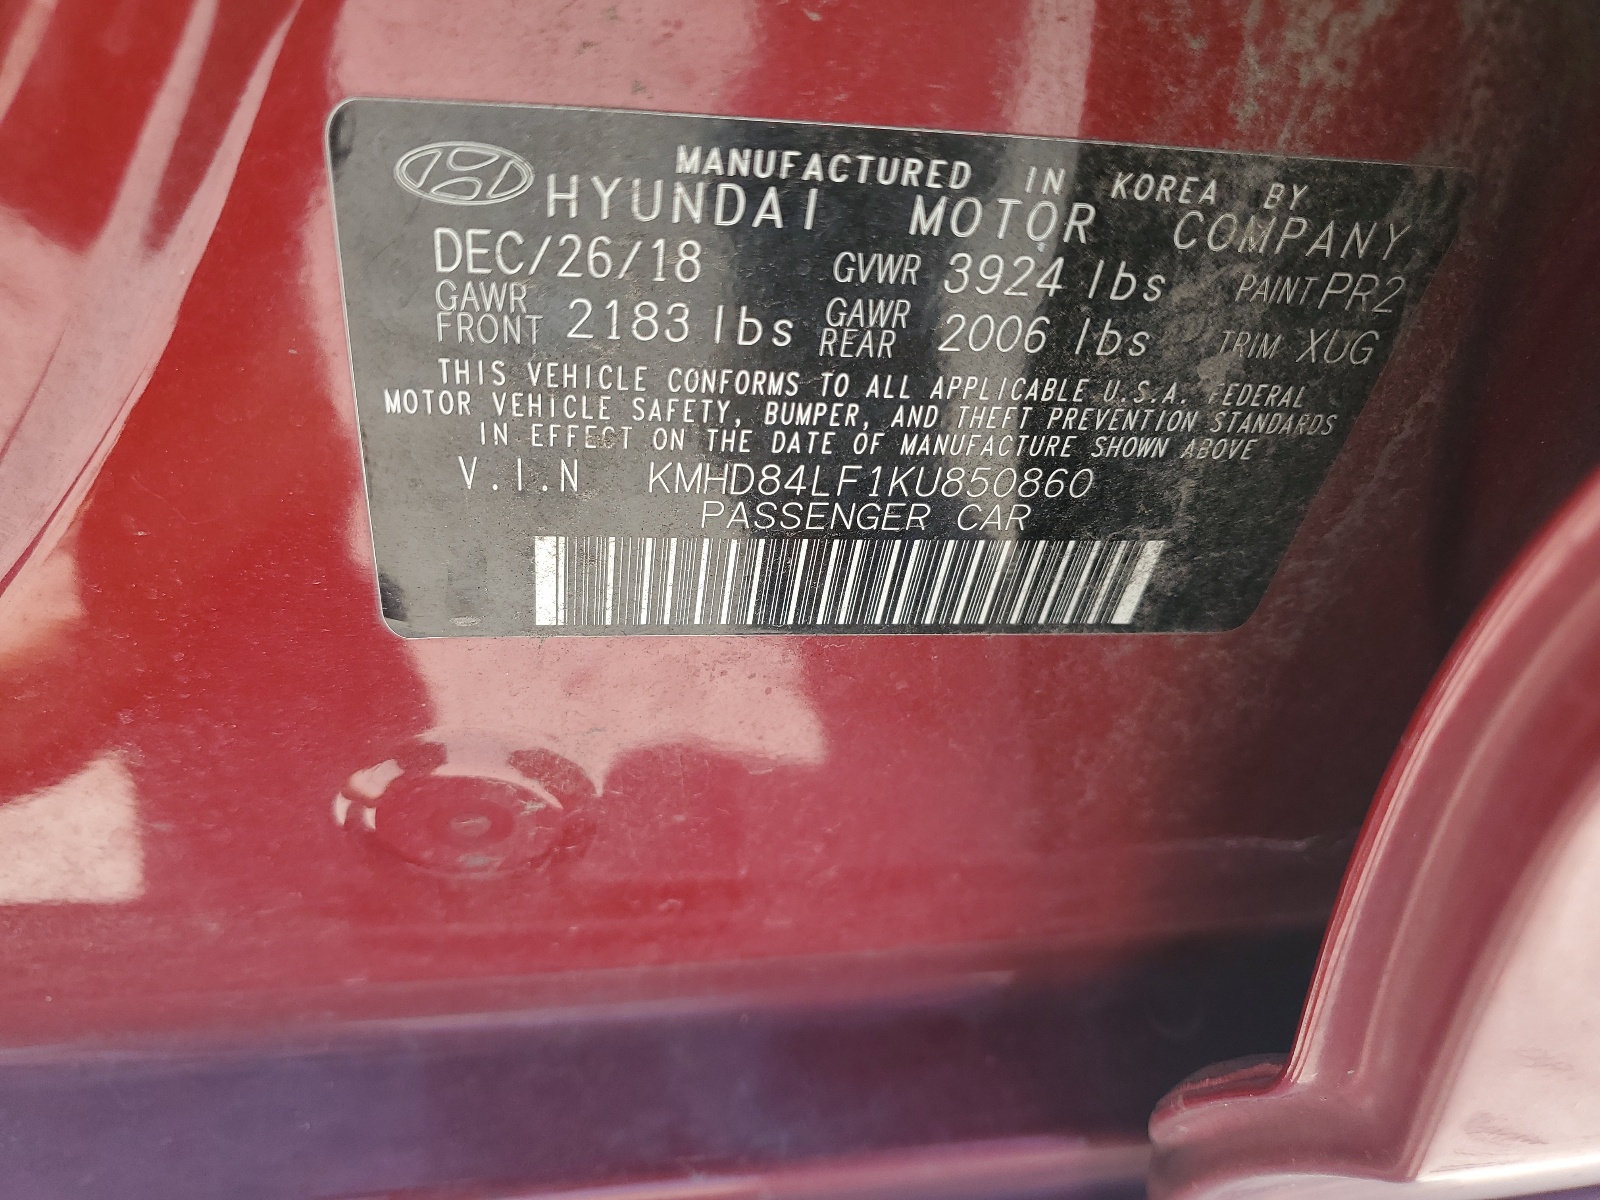 MANUFACTURED IN KOREA BY
HYUNDAI MOTOR COMPANY
DEC/26/18 GVWR 3924 lbs PAINT PR2
GAWR FRONT 2183 lbs GAWR REAR 2006 lbs TRIM XUG
THIS VEHICLE CONFORMS TO ALL APPLICABLE U.S.A. FEDERAL
MOTOR VEHICLE SAFETY, BUMPER, AND THEFT PREVENTION STANDARDS
IN EFFECT ON THE DATE OF MANUFACTURE SHOWN ABOVE
V.I.N KMHD84LF1KU850860
PASSENGER CAR